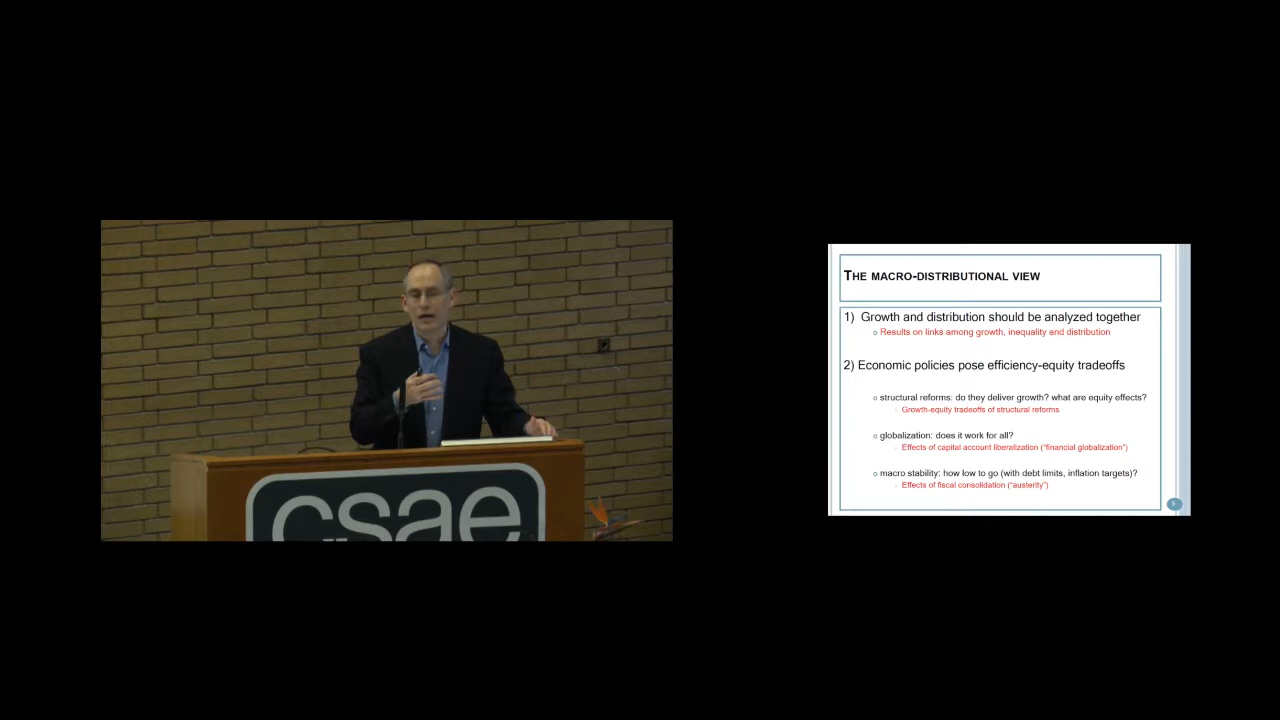 csae
THE MACRO-DISTRIBUTIONAL VIEW
1) Growth and distribution should be analyzed together
Results on links among growth, inequality and distribution
2) Economic policies pose efficiency-equity tradeoffs
structural reforms: do they deliver growth? what are equity effects?
Growth-equity tradeoffs of structural reforms
globalization: does it work for all?
Effects of capital account liberalization (“financial globalization”)
macro stability: how low to go (with debt limits, inflation targets)?
Effects of fiscal consolidation (“austerity”)